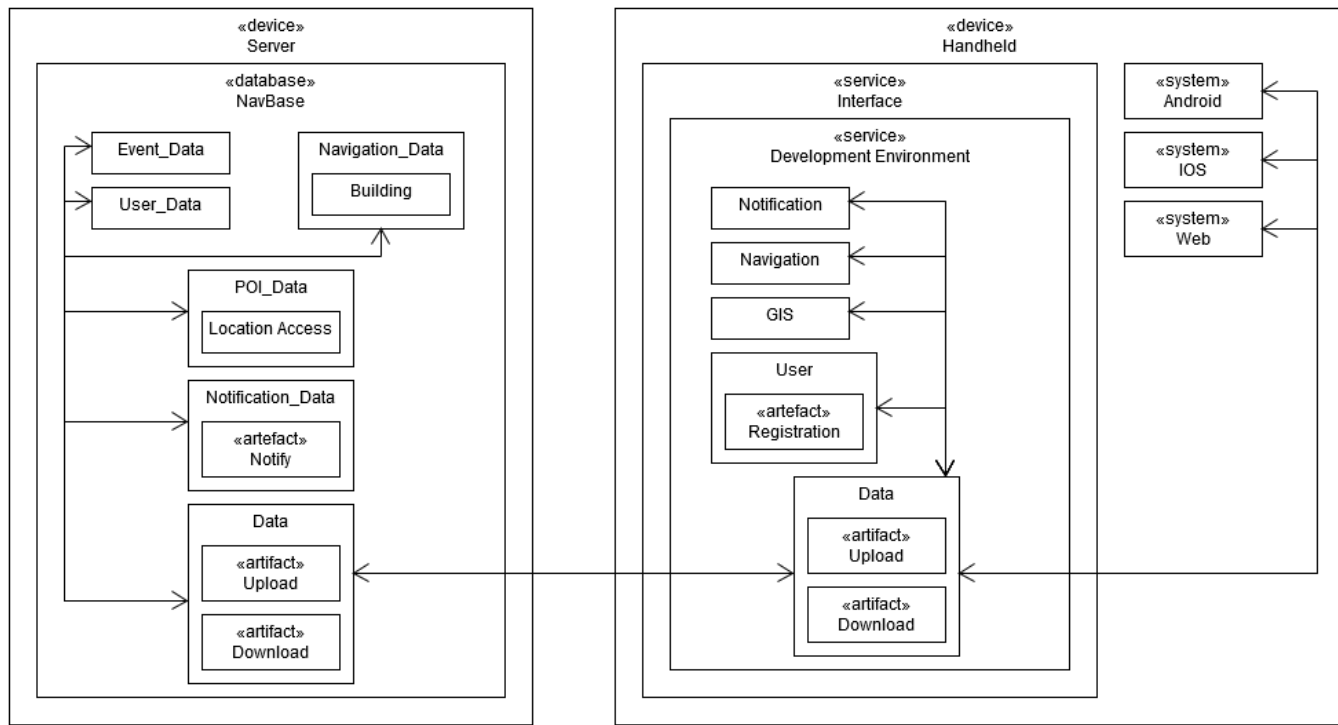 «device»
Server
«database»
NavBase
Event_Data
User_Data
Navigation_Data
Building
POI_Data
Location Access
Notification_Data
«artefact»
Notify
Data
«artifact»
Upload
«artifact»
Download
«device»
Handheld
«service»
Interface
«service»
Development Environment
Notification
Navigation
GIS
User
«artefact»
Registration
Data
«artifact»
Upload
«artifact»
Download
«system»
Android
«system»
IOS
«system»
Web